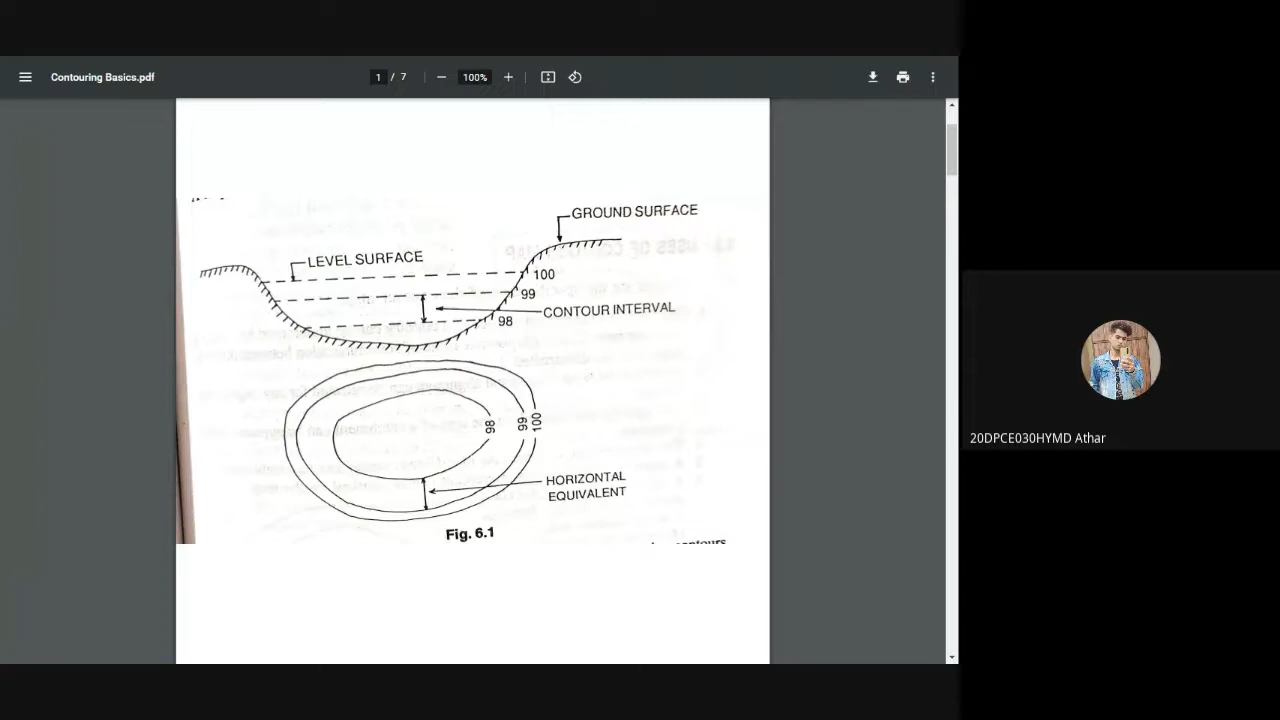 Contouring Basics.pdf
1 / 7
100%
GROUND SURFACE
LEVEL SURFACE
100
99
CONTOUR INTERVAL
98
98
99
100
HORIZONTAL
EQUIVALENT
Fig. 6.1
contours
20DPCE030HYMD Athar